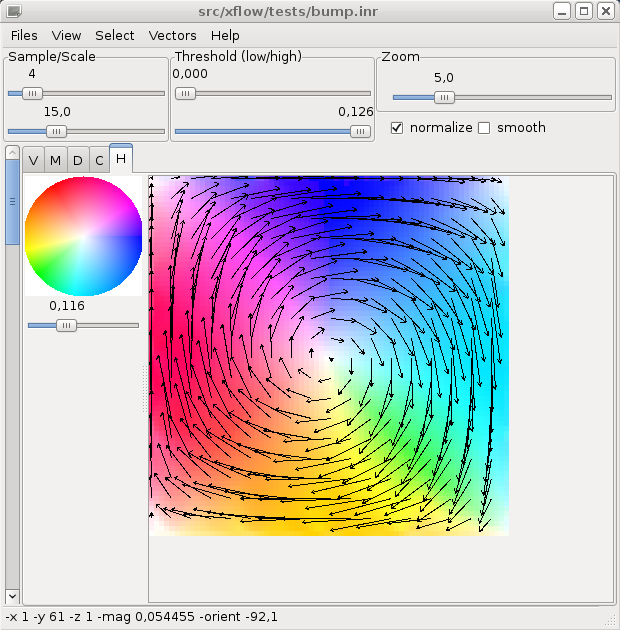 src/xflow/tests/bump.inr
Files View Select Vectors Help
Sample/Scale Threshold (low/high) Zoom
4 0,000 5,0
15,0 0,126
normalize smooth
V M D C H
0,116
-x 1 -y 61 -z 1 -mag 0,054455 -orient -92,1